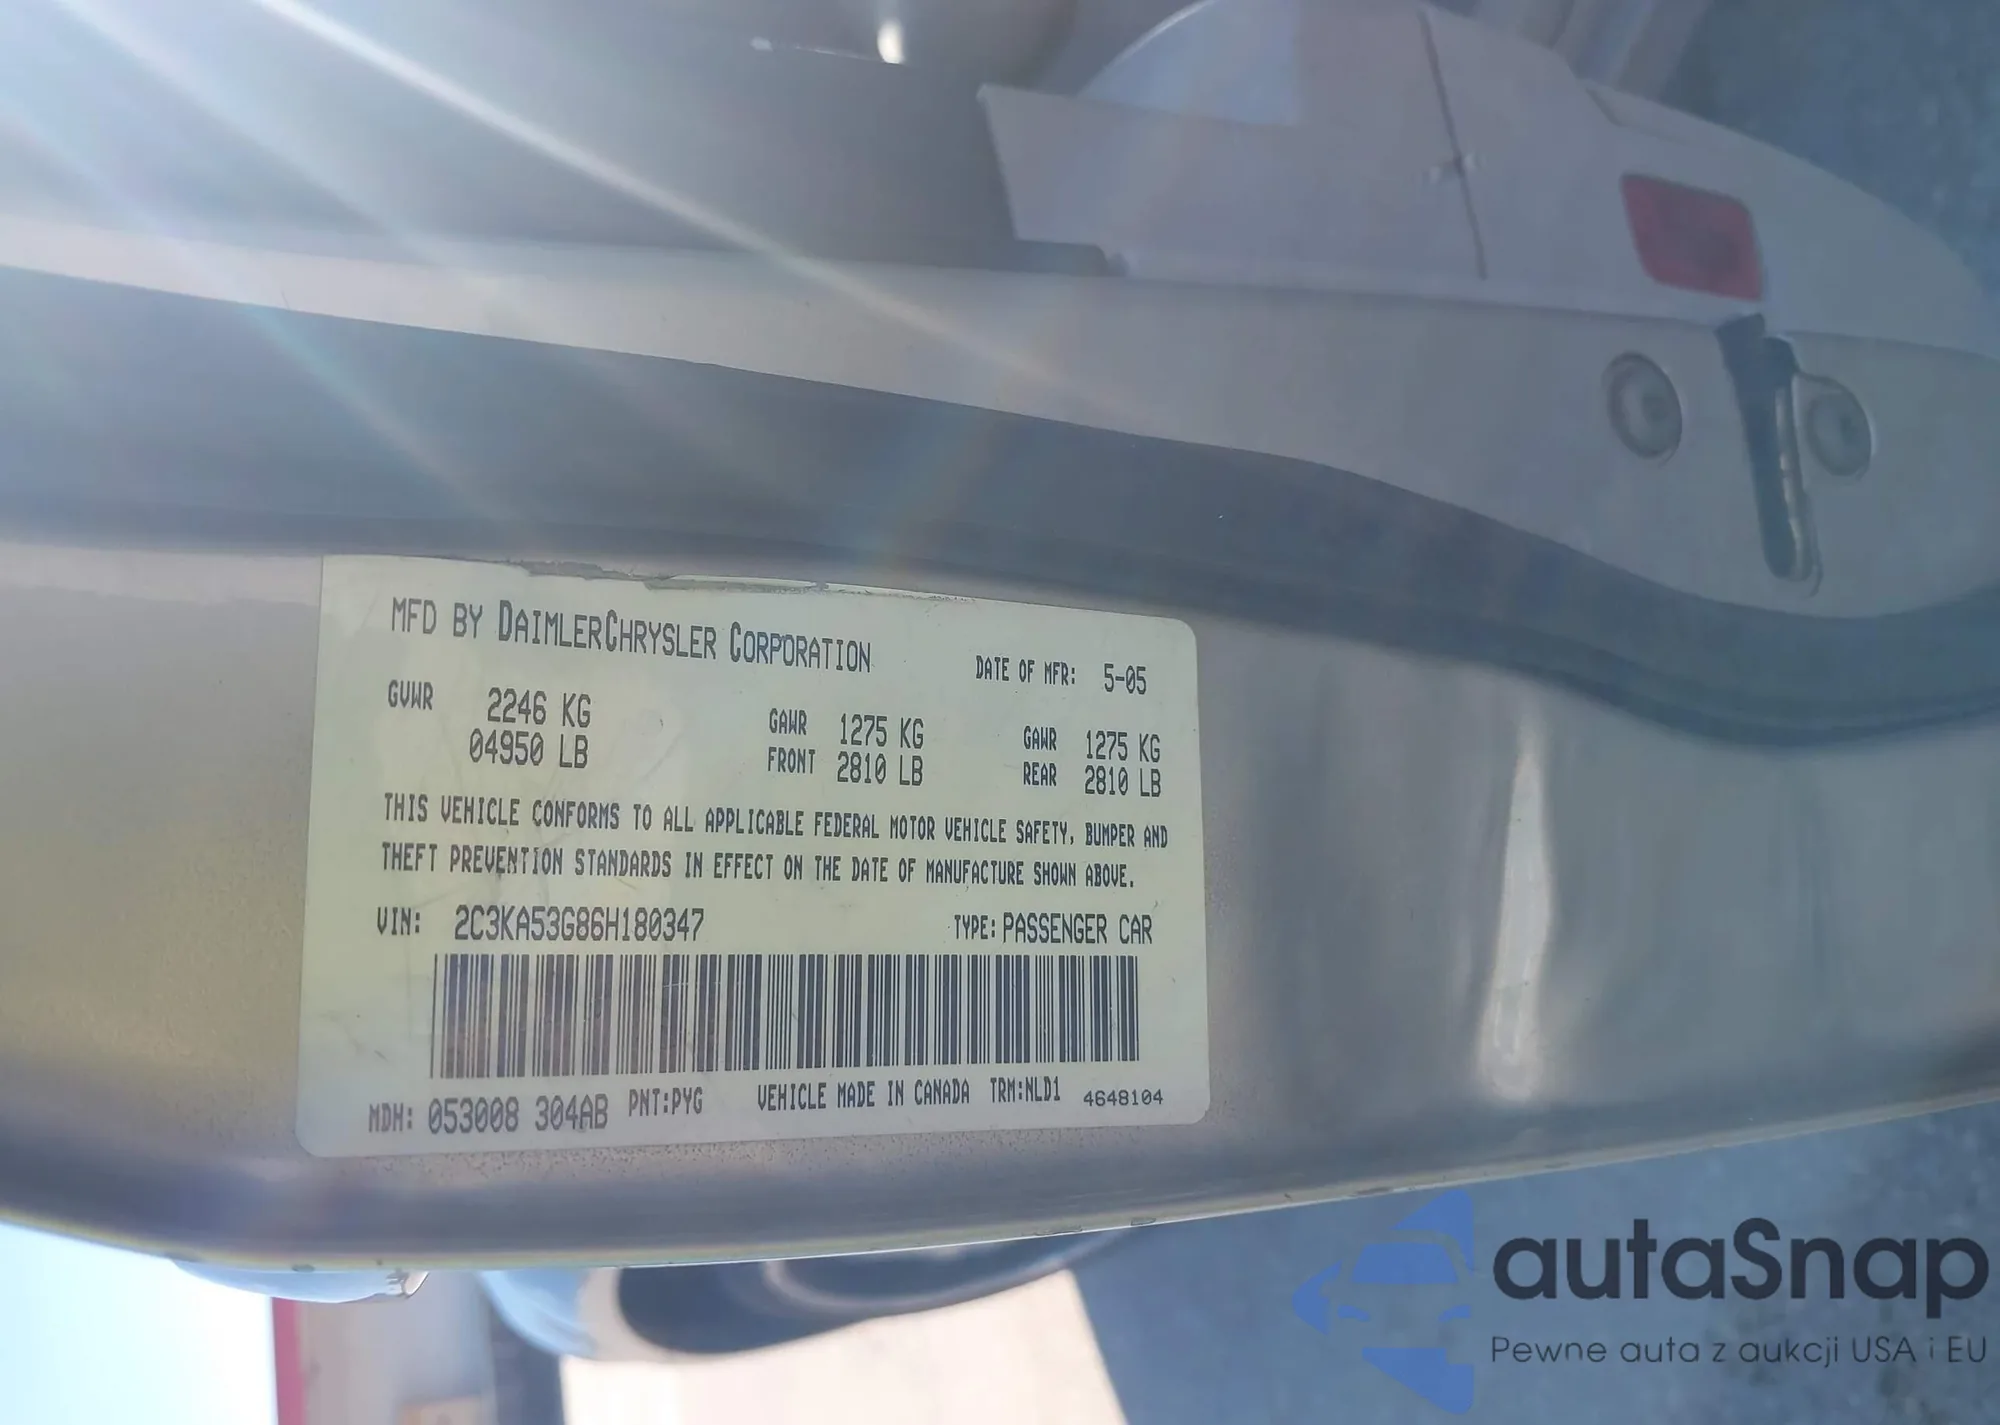 MFD BY DAIMLERCHRYSLER CORPORATION DATE OF MFR: 5-05
GVWR 2246 KG GAWR 1275 KG GAWR 1275 KG
04950 LB FRONT 2810 LB REAR 2810 LB
THIS VEHICLE CONFORMS TO ALL APPLICABLE FEDERAL MOTOR VEHICLE SAFETY, BUMPER AND
THEFT PREVENTION STANDARDS IN EFFECT ON THE DATE OF MANUFACTURE SHOWN ABOVE.
VIN: 2C3KA53G86H180347 TYPE: PASSENGER CAR
MDH: 053008 304AB PNT:PYG VEHICLE MADE IN CANADA TRM:NLD1 4648104
autaSnap
Pewne auta z aukcji USA i EU